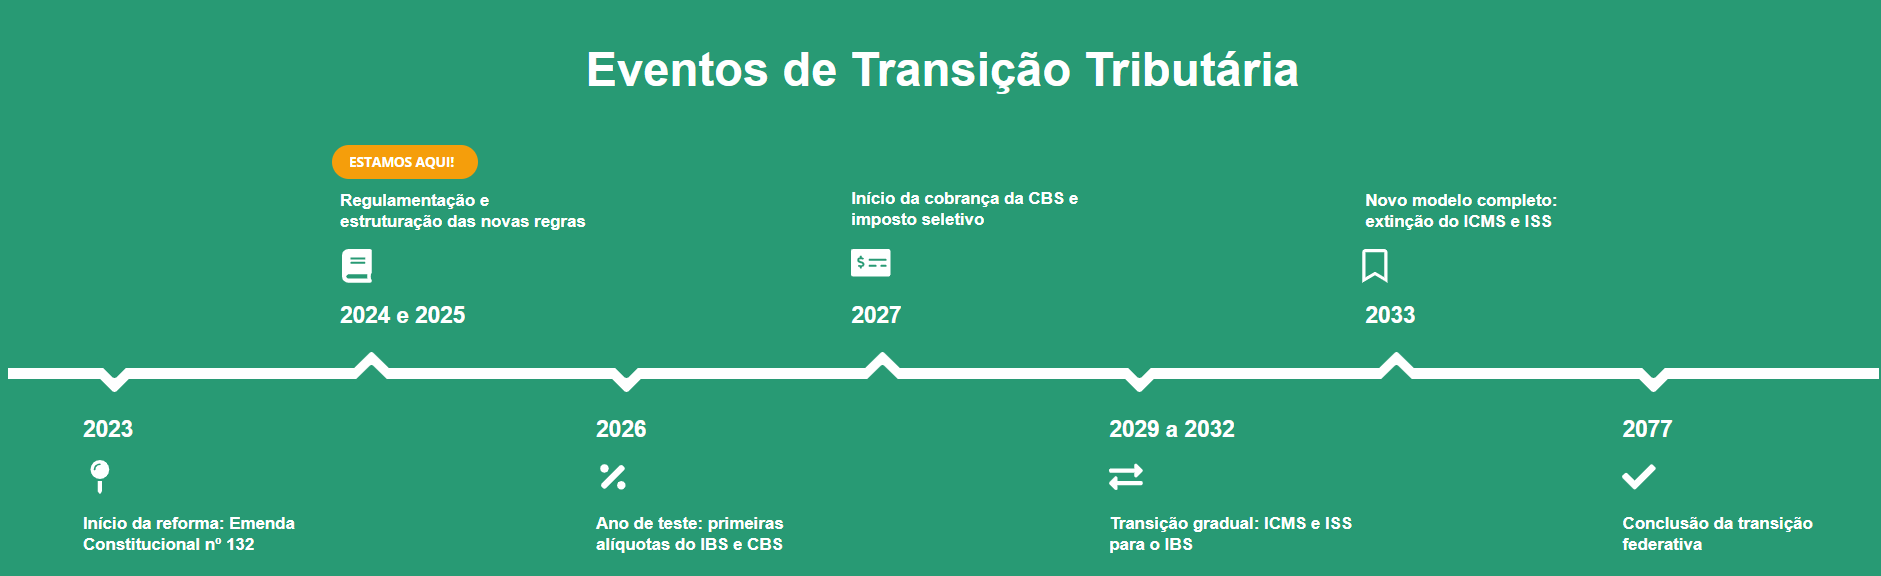 Eventos de Transição Tributária
ESTAMOS AQUI!
Regulamentação e
estruturação das novas regras
2024 e 2025
Início da cobrança da CBS e
imposto seletivo
$
2027
Novo modelo completo:
extinção do ICMS e ISS
2033
2023
Início da reforma: Emenda
Constitucional nº 132
2026
%
Ano de teste: primeiras
alíquotas do IBS e CBS
2029 a 2032
Transição gradual: ICMS e ISS
para o IBS
2077
Conclusão da transição
federativa